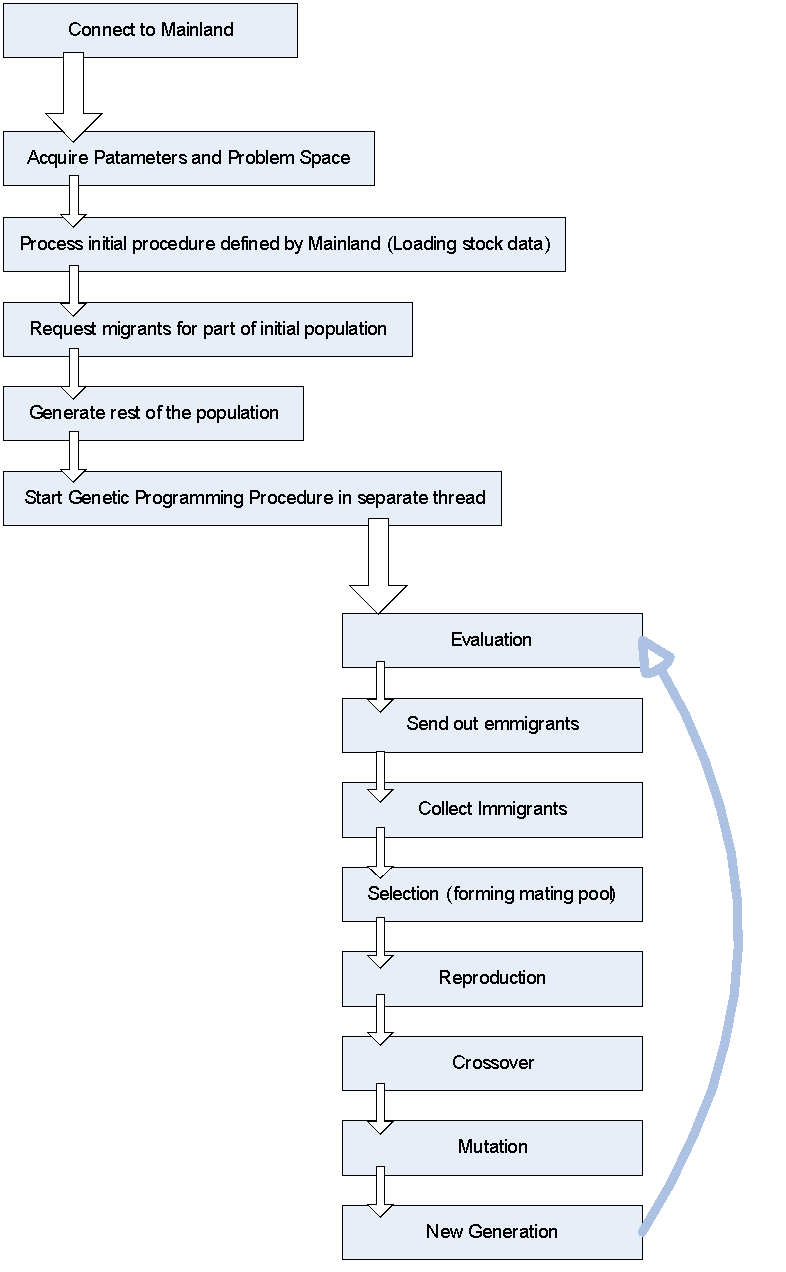 Connect to Mainland
Acquire Patameters and Problem Space
Process initial procedure defined by Mainland (Loading stock data)
Request migrants for part of initial population
Generate rest of the population
Start Genetic Programming Procedure in separate thread
Evaluation
Send out emmigrants
Collect Immigrants
Selection (forming mating pool)
Reproduction
Crossover
Mutation
New Generation